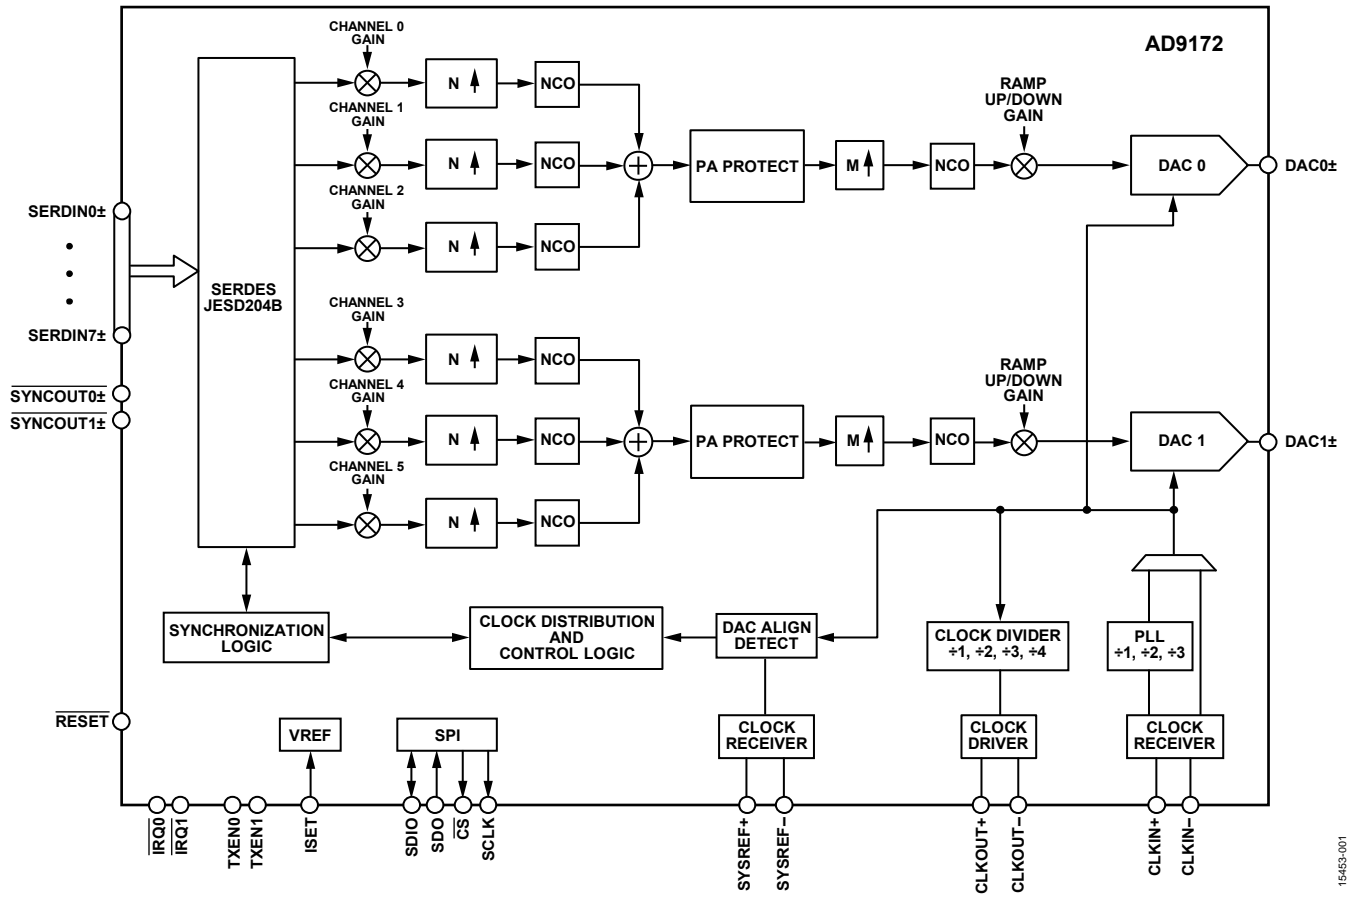 AD9172
CHANNEL 0
GAIN
CHANNEL 1
GAIN
CHANNEL 2
GAIN
CHANNEL 3
GAIN
CHANNEL 4
GAIN
CHANNEL 5
GAIN
SERDIN0±
SERDIN7±
SYNCOUT0±
SYNCOUT1±
RESET
SERDES
JESD204B
N
NCO
N
NCO
N
NCO
PA PROTECT
M
NCO
RAMP
UP/DOWN
GAIN
DAC 0
DAC0±
N
NCO
N
NCO
N
NCO
PA PROTECT
M
NCO
RAMP
UP/DOWN
GAIN
DAC 1
DAC1±
SYNCHRONIZATION
LOGIC
CLOCK DISTRIBUTION
AND
CONTROL LOGIC
DAC ALIGN
DETECT
CLOCK DIVIDER
÷1, ÷2, ÷3, ÷4
PLL
÷1, ÷2, ÷3
VREF
SPI
CLOCK
RECEIVER
CLOCK
DRIVER
CLOCK
RECEIVER
IRQ0
IRQ1
TXEN0
TXEN1
ISET
SDIO
SDO
CS
SCLK
SYSREF+
SYSREF−
CLKOUT+
CLKOUT−
CLKIN+
CLKIN−
15453-001